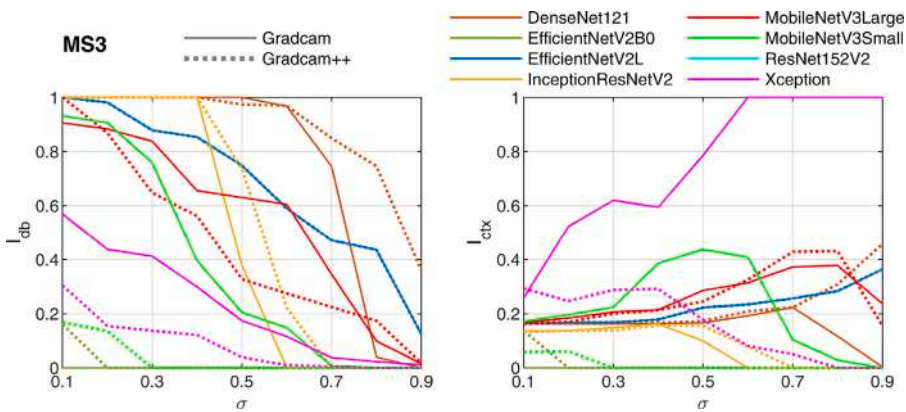 MS3
Gradcam
Gradcam++
DenseNet121
EfficientNetV2B0
EfficientNetV2L
InceptionResNetV2
MobileNetV3Large
MobileNetV3Small
ResNet152V2
Xception
1
0.8
0.6
0.4
0.2
0
I_db
0.1 0.3 0.5 0.7 0.9
σ
1
0.8
0.6
0.4
0.2
0
I_ctx
0.1 0.3 0.5 0.7 0.9
σ